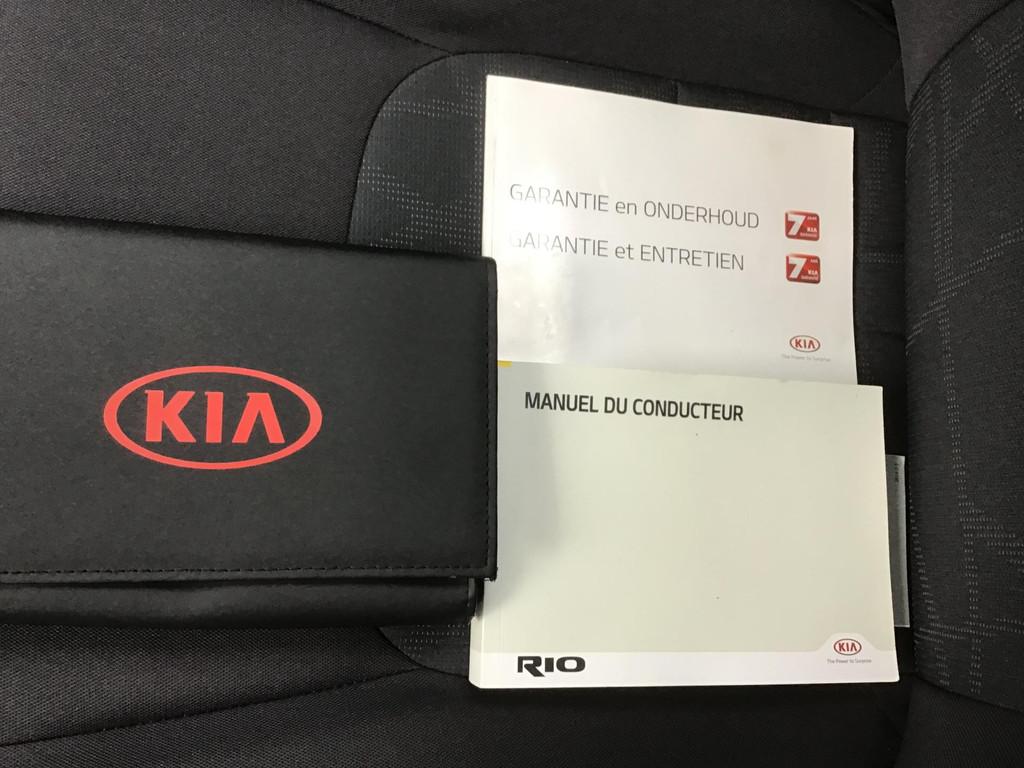 GARANTIE en ONDERHOUD
7 KIA
GARANTIE et ENTRETIEN
7 KIA
KIA
The Power to Surprise
KIA
MANUEL DU CONDUCTEUR
RIO
KIA
The Power to Surprise